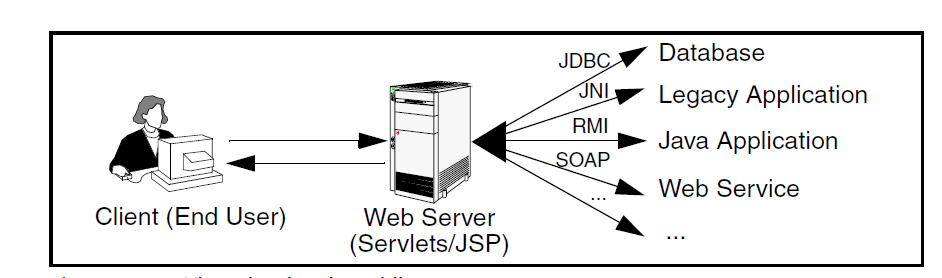 JDBC
Database
JNI
Legacy Application
RMI
Java Application
SOAP
Web Service
...
...
Client (End User)
Web Server
(Servlets/JSP)